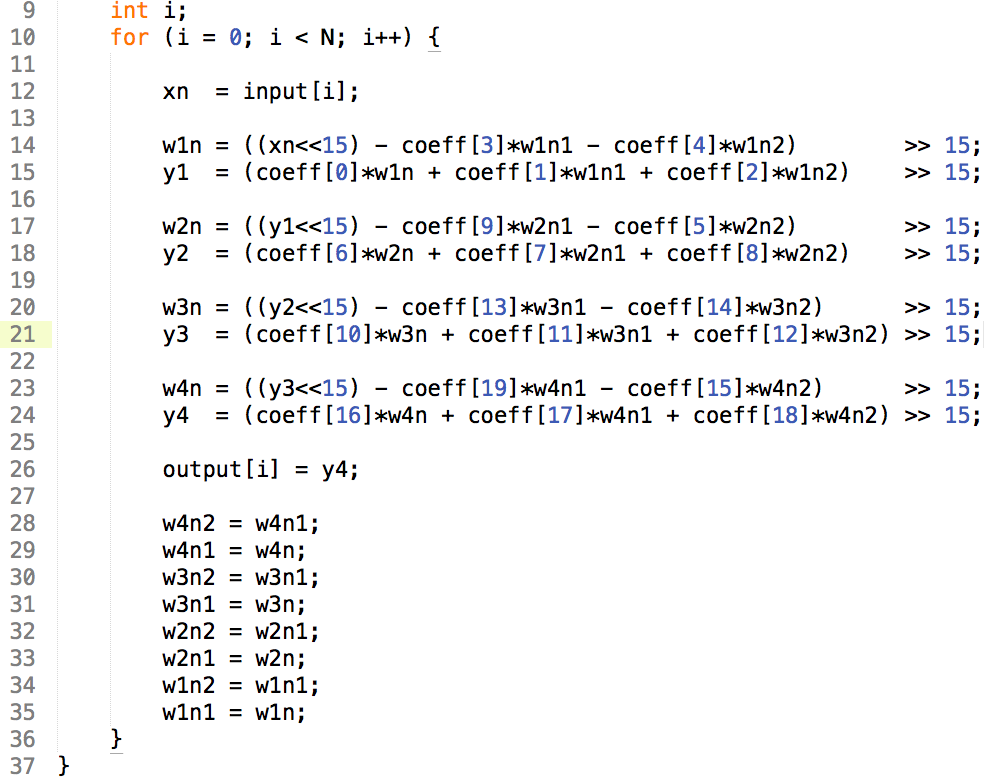 9      int i;
10     for (i = 0; i < N; i++) {
11
12         xn  = input[i];
13
14         w1n = ((xn<<15) - coeff[3]*w1n1 - coeff[4]*w1n2)        >> 15;
15         y1  = (coeff[0]*w1n + coeff[1]*w1n1 + coeff[2]*w1n2)    >> 15;
16
17         w2n = ((y1<<15) - coeff[9]*w2n1 - coeff[5]*w2n2)        >> 15;
18         y2  = (coeff[6]*w2n + coeff[7]*w2n1 + coeff[8]*w2n2)    >> 15;
19
20         w3n = ((y2<<15) - coeff[13]*w3n1 - coeff[14]*w3n2)      >> 15;
21         y3  = (coeff[10]*w3n + coeff[11]*w3n1 + coeff[12]*w3n2) >> 15;
22
23         w4n = ((y3<<15) - coeff[19]*w4n1 - coeff[15]*w4n2)      >> 15;
24         y4  = (coeff[16]*w4n + coeff[17]*w4n1 + coeff[18]*w4n2) >> 15;
25
26         output[i] = y4;
27
28         w4n2 = w4n1;
29         w4n1 = w4n;
30         w3n2 = w3n1;
31         w3n1 = w3n;
32         w2n2 = w2n1;
33         w2n1 = w2n;
34         w1n2 = w1n1;
35         w1n1 = w1n;
36     }
37 }